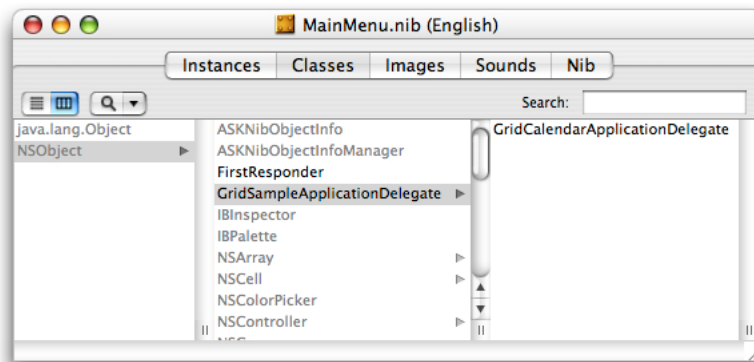 MainMenu.nib (English)
Instances Classes Images Sounds Nib
Search:
java.lang.Object
NSObject
ASKNibObjectInfo
ASKNibObjectInfoManager
FirstResponder
GridSampleApplicationDelegate
IBInspector
IBPalette
NSArray
NSCell
NSColorPicker
NSController
GridCalendarApplicationDelegate